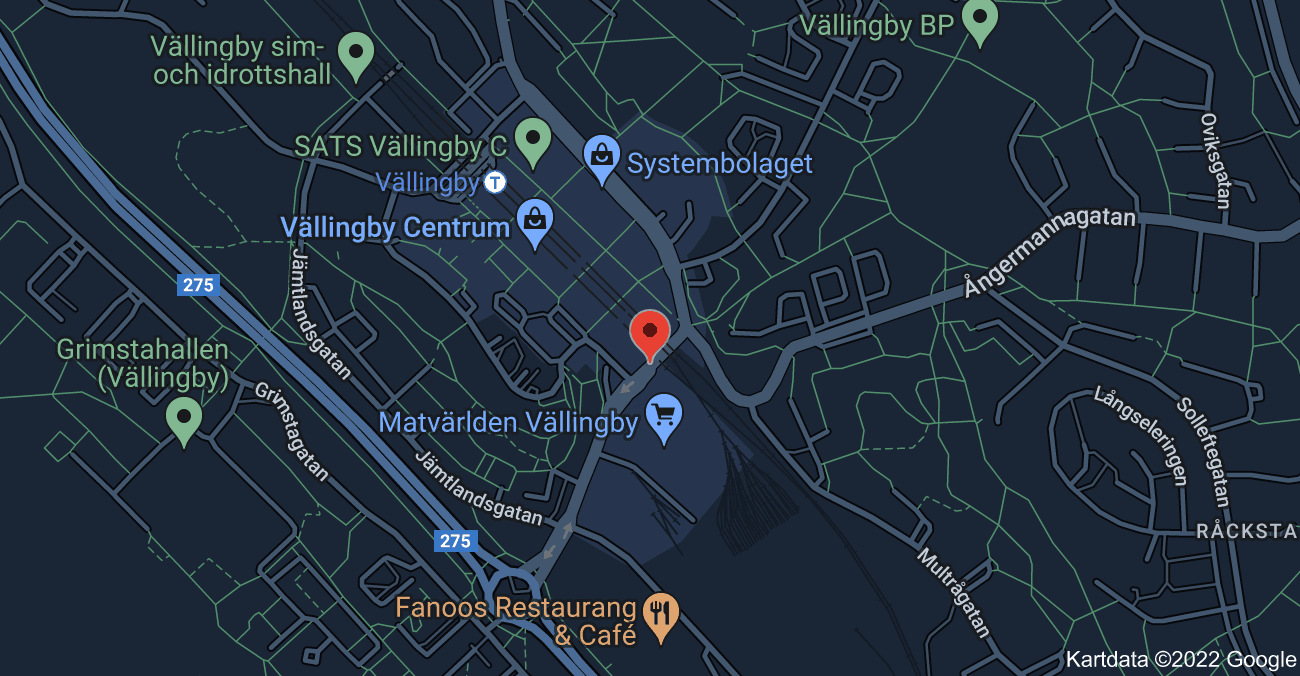 Vällingby BP
Vällingby sim-
och idrottshall
SATS Vällingby C
Systembolaget
Vällingby
T
Vällingby Centrum
Oviksgatan
Ångermannagatan
275
Jämtlandsgatan
Grimstahallen
(Vällingby)
Grimstagatan
Matvärlden Vällingby
Långseleringen
Solleftegatan
Jämtlandsgatan
275
RÅCKSTA
Multrågatan
Fanoos Restaurang
& Café
Kartdata ©2022 Google